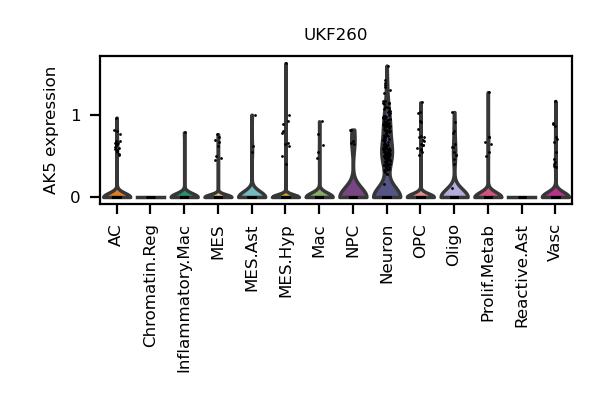 UKF260
AK5 expression
1
0
AC
Chromatin.Reg
Inflammatory.Mac
MES
MES.Ast
MES.Hyp
Mac
NPC
Neuron
OPC
Oligo
Prolif.Metab
Reactive.Ast
Vasc